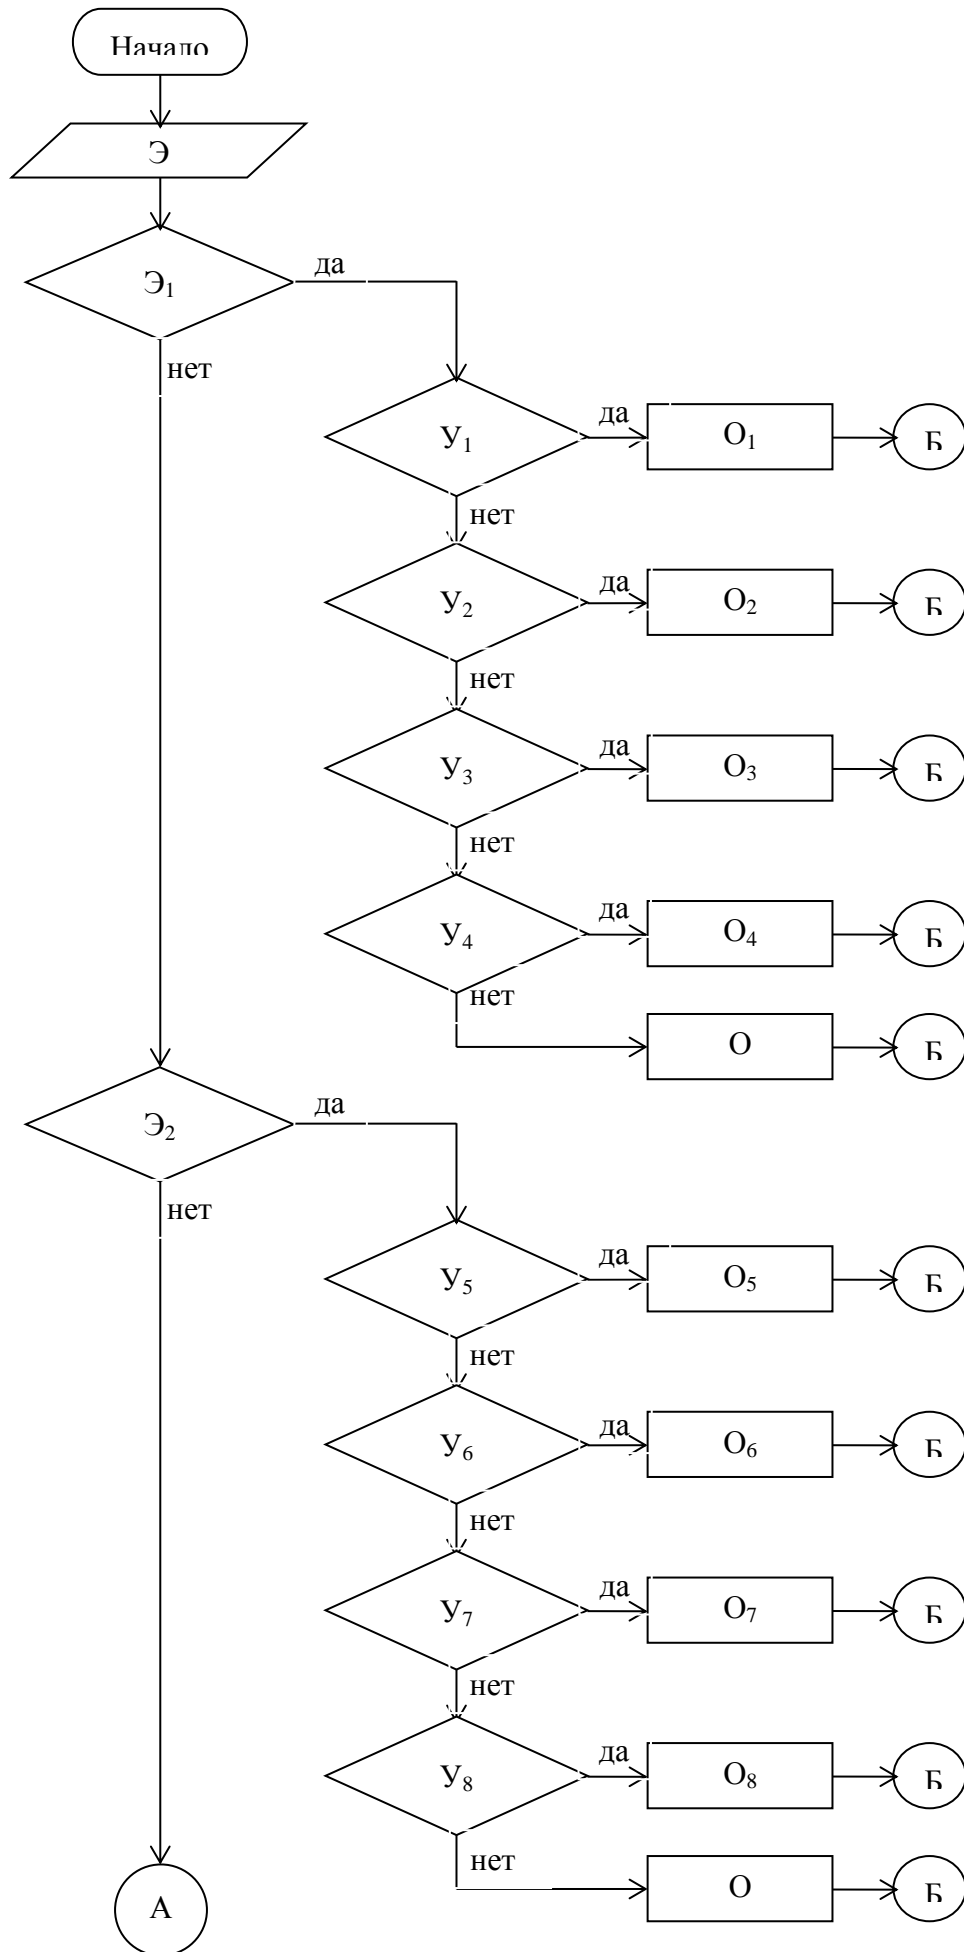 Начало
Э
Э₁
да
нет
У₁
да
О₁
Б
нет
У₂
да
О₂
Б
нет
У₃
да
О₃
Б
нет
У₄
да
О₄
Б
нет
О
Б
Э₂
да
нет
У₅
да
О₅
Б
нет
У₆
да
О₆
Б
нет
У₇
да
О₇
Б
нет
У₈
да
О₈
Б
нет
О
Б
А